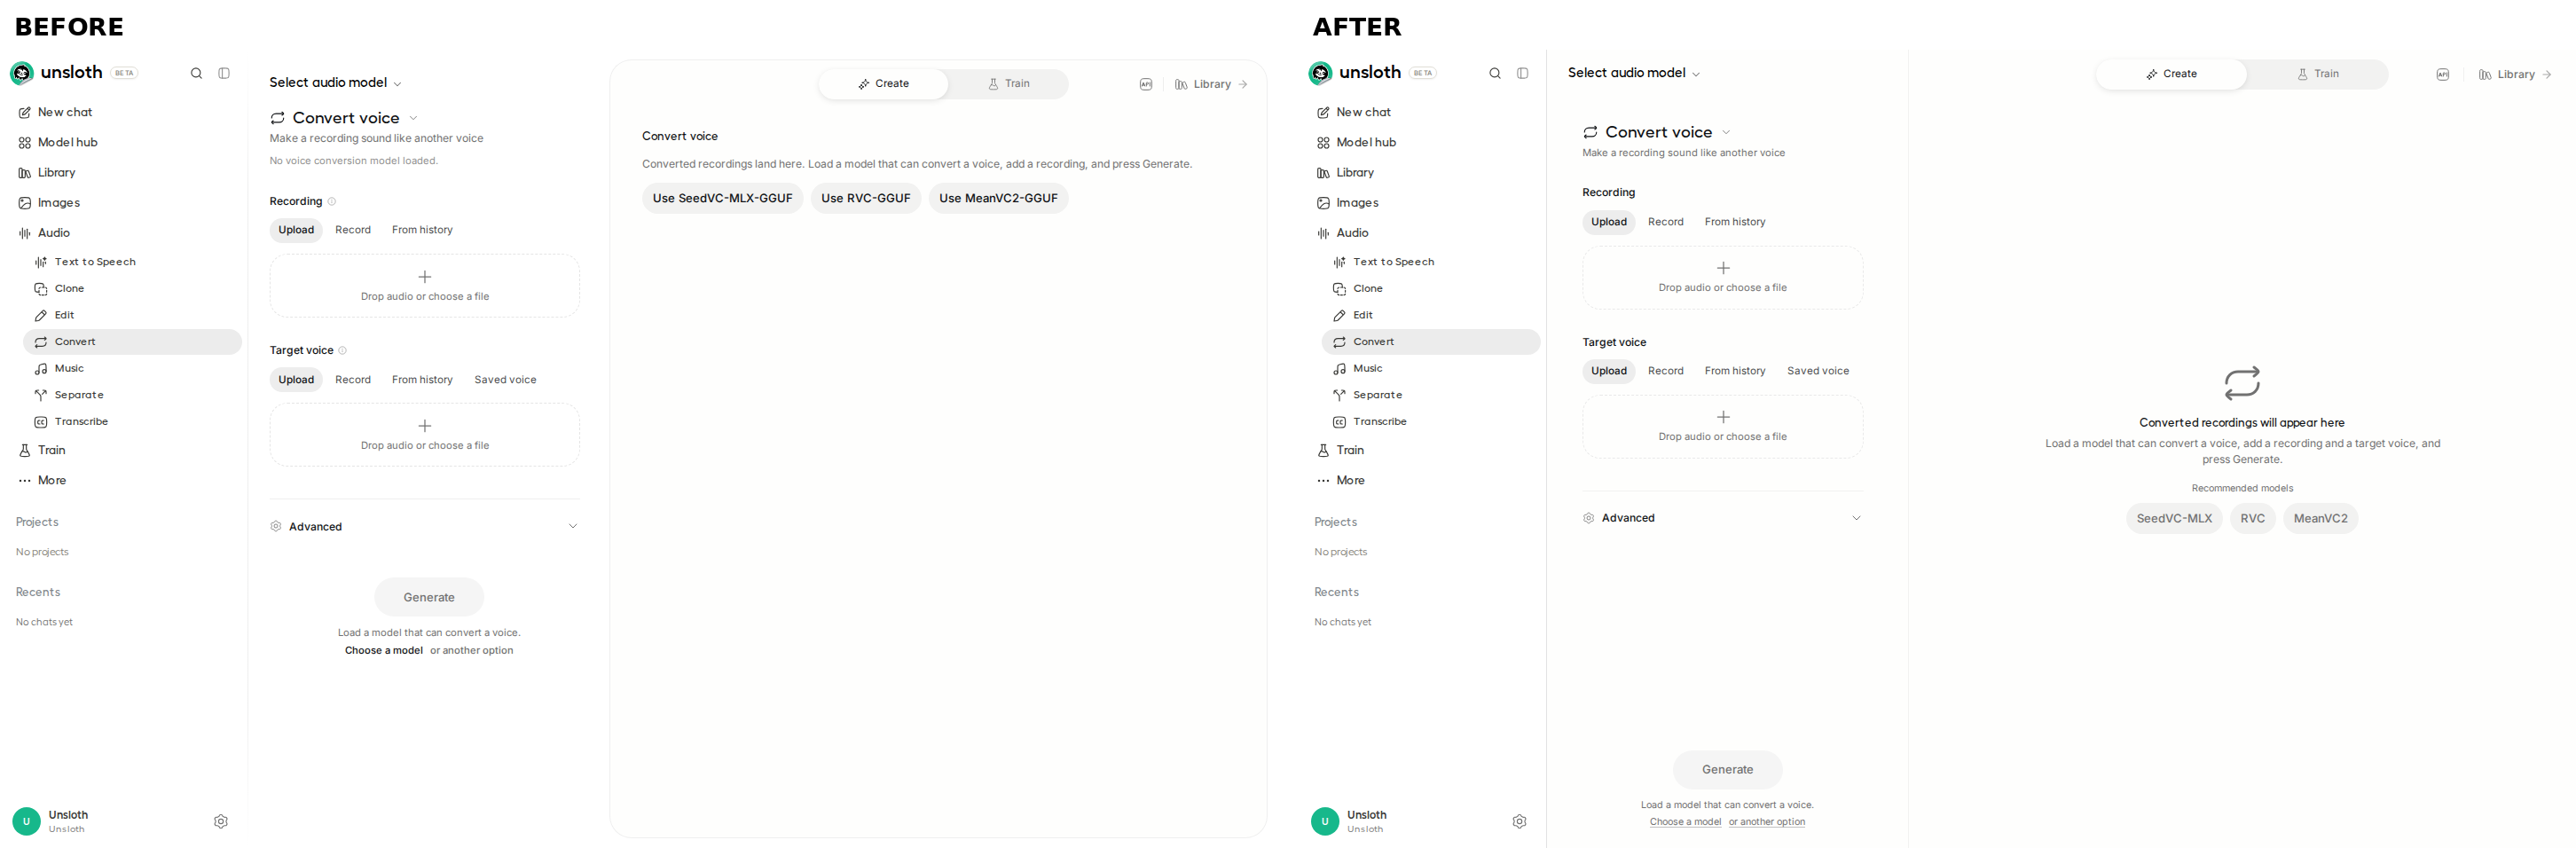 BEFORE
unsloth BETA
New chat
Model hub
Library
Images
Audio
Text to Speech
Clone
Edit
Convert
Music
Separate
Transcribe
Train
More
Projects
No projects
Recents
No chats yet
U
Unsloth
Unsloth
Select audio model
Convert voice
Make a recording sound like another voice
No voice conversion model loaded.
Recording
Upload Record From history
Drop audio or choose a file
Target voice
Upload Record From history Saved voice
Drop audio or choose a file
Advanced
Generate
Load a model that can convert a voice.
Choose a model or another option
Create Train
API Library
Convert voice
Converted recordings land here. Load a model that can convert a voice, add a recording, and press Generate.
Use SeedVC-MLX-GGUF Use RVC-GGUF Use MeanVC2-GGUF
AFTER
unsloth BETA
New chat
Model hub
Library
Images
Audio
Text to Speech
Clone
Edit
Convert
Music
Separate
Transcribe
Train
More
Projects
No projects
Recents
No chats yet
U
Unsloth
Unsloth
Select audio model
Convert voice
Make a recording sound like another voice
Recording
Upload Record From history
Drop audio or choose a file
Target voice
Upload Record From history Saved voice
Drop audio or choose a file
Advanced
Generate
Load a model that can convert a voice.
Choose a model or another option
Create Train
API Library
Converted recordings will appear here
Load a model that can convert a voice, add a recording and a target voice, and
press Generate.
Recommended models
SeedVC-MLX RVC MeanVC2